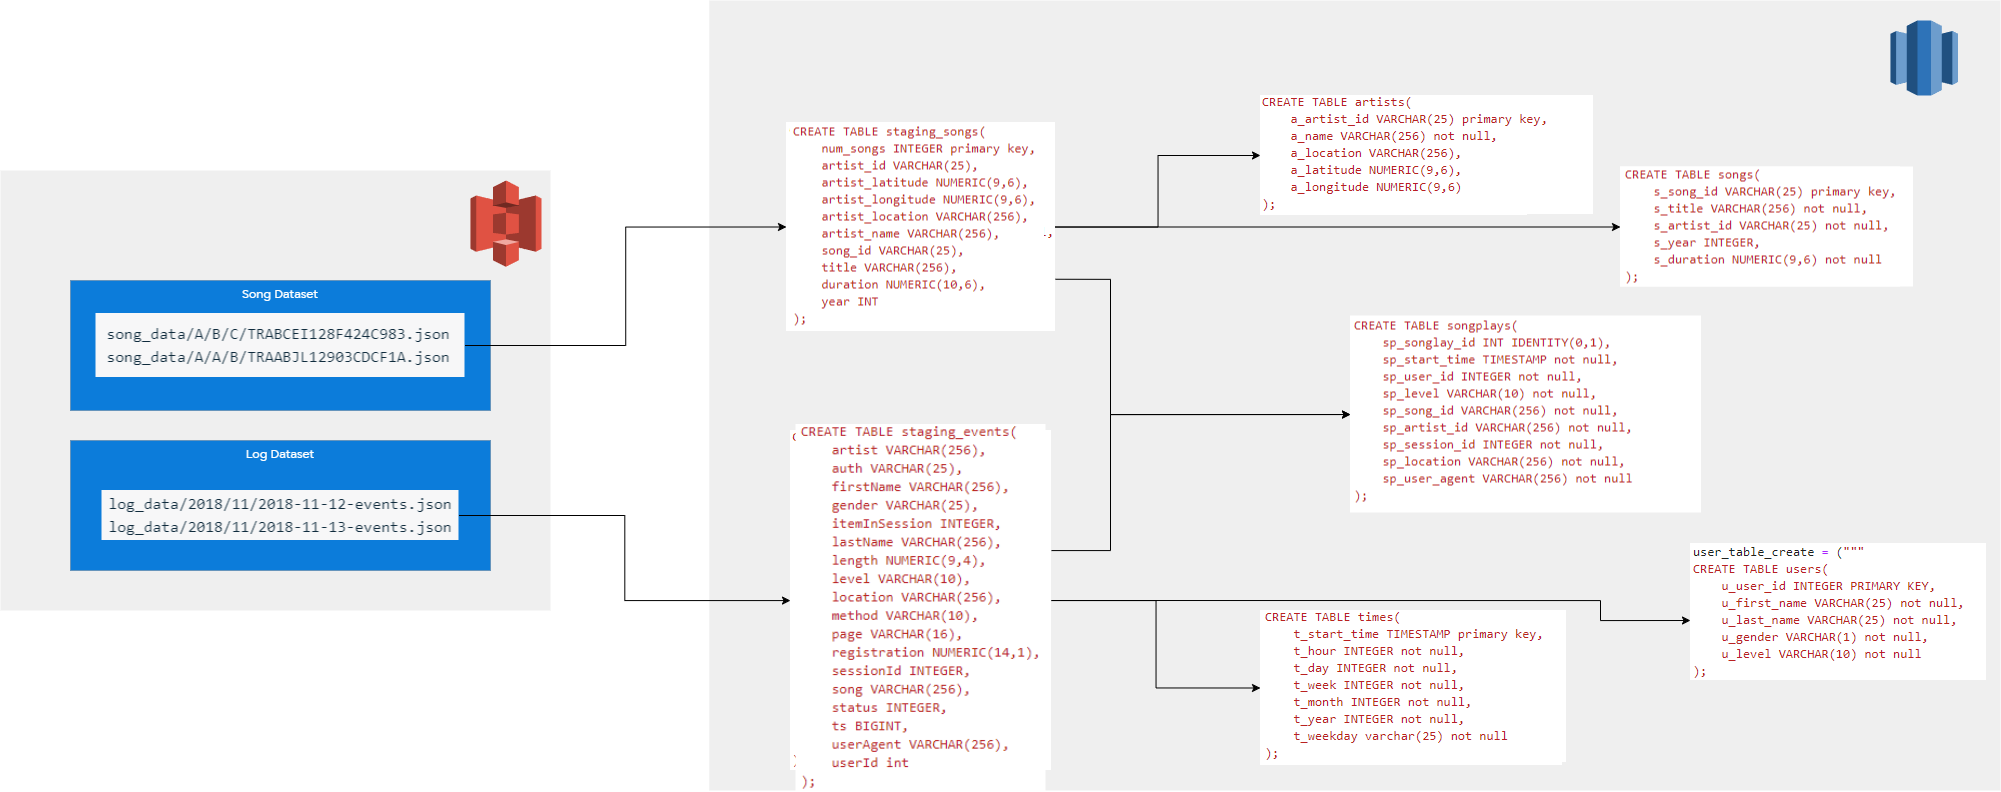 Song Dataset
song_data/A/B/C/TRABCEI128F424C983.json
song_data/A/A/B/TRAABJL12903CDCF1A.json
Log Dataset
log_data/2018/11/2018-11-12-events.json
log_data/2018/11/2018-11-13-events.json
CREATE TABLE staging_songs(
num_songs INTEGER primary key,
artist_id VARCHAR(25),
artist_latitude NUMERIC(9,6),
artist_longitude NUMERIC(9,6),
artist_location VARCHAR(256),
artist_name VARCHAR(256),
song_id VARCHAR(25),
title VARCHAR(256),
duration NUMERIC(10,6),
year INT
);
CREATE TABLE staging_events(
artist VARCHAR(256),
auth VARCHAR(25),
firstName VARCHAR(256),
gender VARCHAR(25),
itemInSession INTEGER,
lastName VARCHAR(256),
length NUMERIC(9,4),
level VARCHAR(10),
location VARCHAR(256),
method VARCHAR(10),
page VARCHAR(16),
registration NUMERIC(14,1),
sessionId INTEGER,
song VARCHAR(256),
status INTEGER,
ts BIGINT,
userAgent VARCHAR(256),
userId int
);
CREATE TABLE artists(
a_artist_id VARCHAR(25) primary key,
a_name VARCHAR(256) not null,
a_location VARCHAR(256),
a_latitude NUMERIC(9,6),
a_longitude NUMERIC(9,6)
);
CREATE TABLE songs(
s_song_id VARCHAR(25) primary key,
s_title VARCHAR(256) not null,
s_artist_id VARCHAR(25) not null,
s_year INTEGER,
s_duration NUMERIC(9,6) not null
);
CREATE TABLE songplays(
sp_songlay_id INT IDENTITY(0,1),
sp_start_time TIMESTAMP not null,
sp_user_id INTEGER not null,
sp_level VARCHAR(10) not null,
sp_song_id VARCHAR(256) not null,
sp_artist_id VARCHAR(256) not null,
sp_session_id INTEGER not null,
sp_location VARCHAR(256) not null,
sp_user_agent VARCHAR(256) not null
);
user_table_create = ("""
CREATE TABLE users(
u_user_id INTEGER PRIMARY KEY,
u_first_name VARCHAR(25) not null,
u_last_name VARCHAR(25) not null,
u_gender VARCHAR(1) not null,
u_level VARCHAR(10) not null
);
CREATE TABLE times(
t_start_time TIMESTAMP primary key,
t_hour INTEGER not null,
t_day INTEGER not null,
t_week INTEGER not null,
t_month INTEGER not null,
t_year INTEGER not null,
t_weekday varchar(25) not null
);